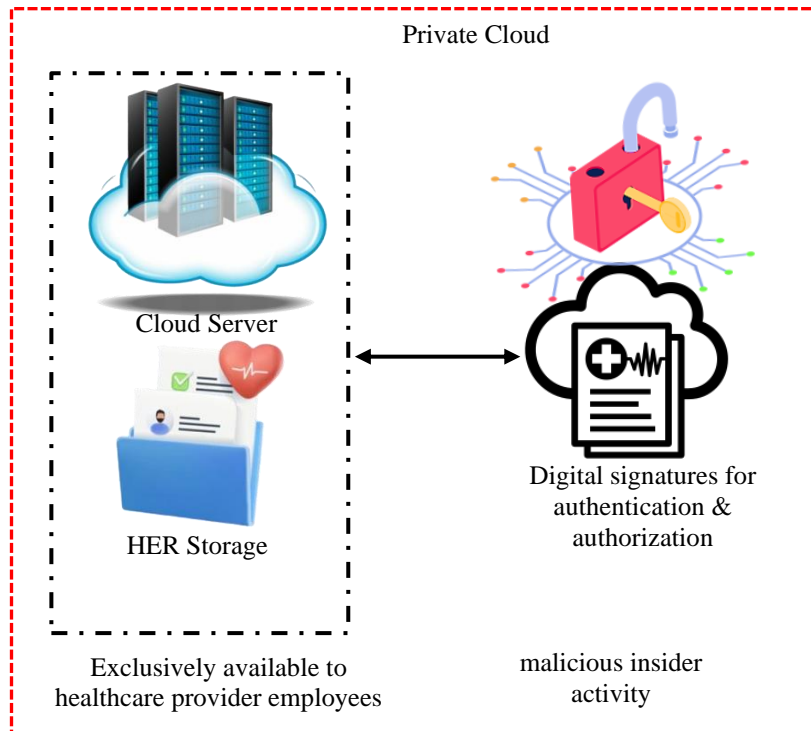 Private Cloud
Cloud Server
HER Storage
Digital signatures for
authentication &
authorization
Exclusively available to
healthcare provider employees
malicious insider
activity